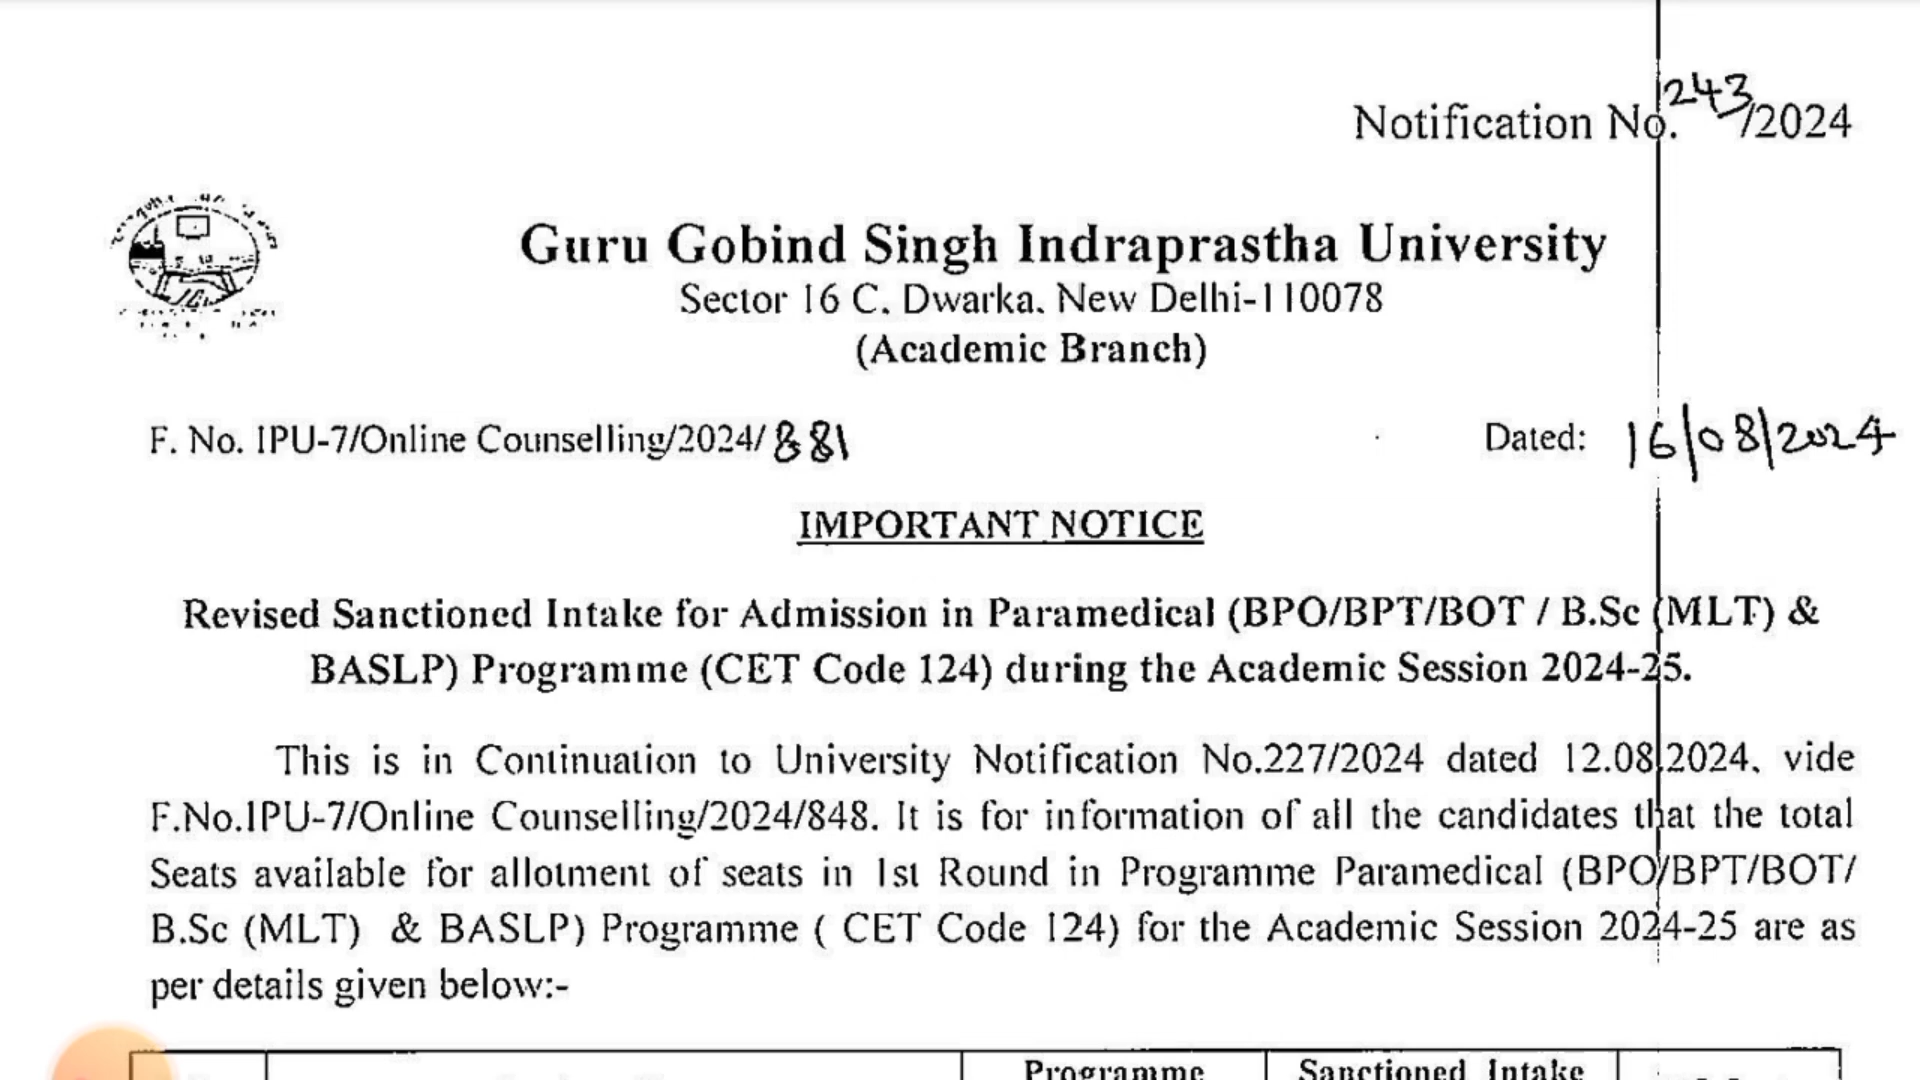 Notification No. 243/2024
Guru Gobind Singh Indraprastha University
Sector 16 C, Dwarka, New Delhi-110078
(Academic Branch)
F. No. IPU-7/Online Counselling/2024/ 881 Dated: 16/08/2024
IMPORTANT NOTICE
Revised Sanctioned Intake for Admission in Paramedical (BPO/BPT/BOT / B.Sc (MLT) &
BASLP) Programme (CET Code 124) during the Academic Session 2024-25.
This is in Continuation to University Notification No.227/2024 dated 12.08.2024, vide
F.No.IPU-7/Online Counselling/2024/848. It is for information of all the candidates that the total
Seats available for allotment of seats in 1st Round in Programme Paramedical (BPO/BPT/BOT/
B.Sc (MLT) & BASLP) Programme ( CET Code 124) for the Academic Session 2024-25 are as
per details given below:-
Programme Sanctioned Intake